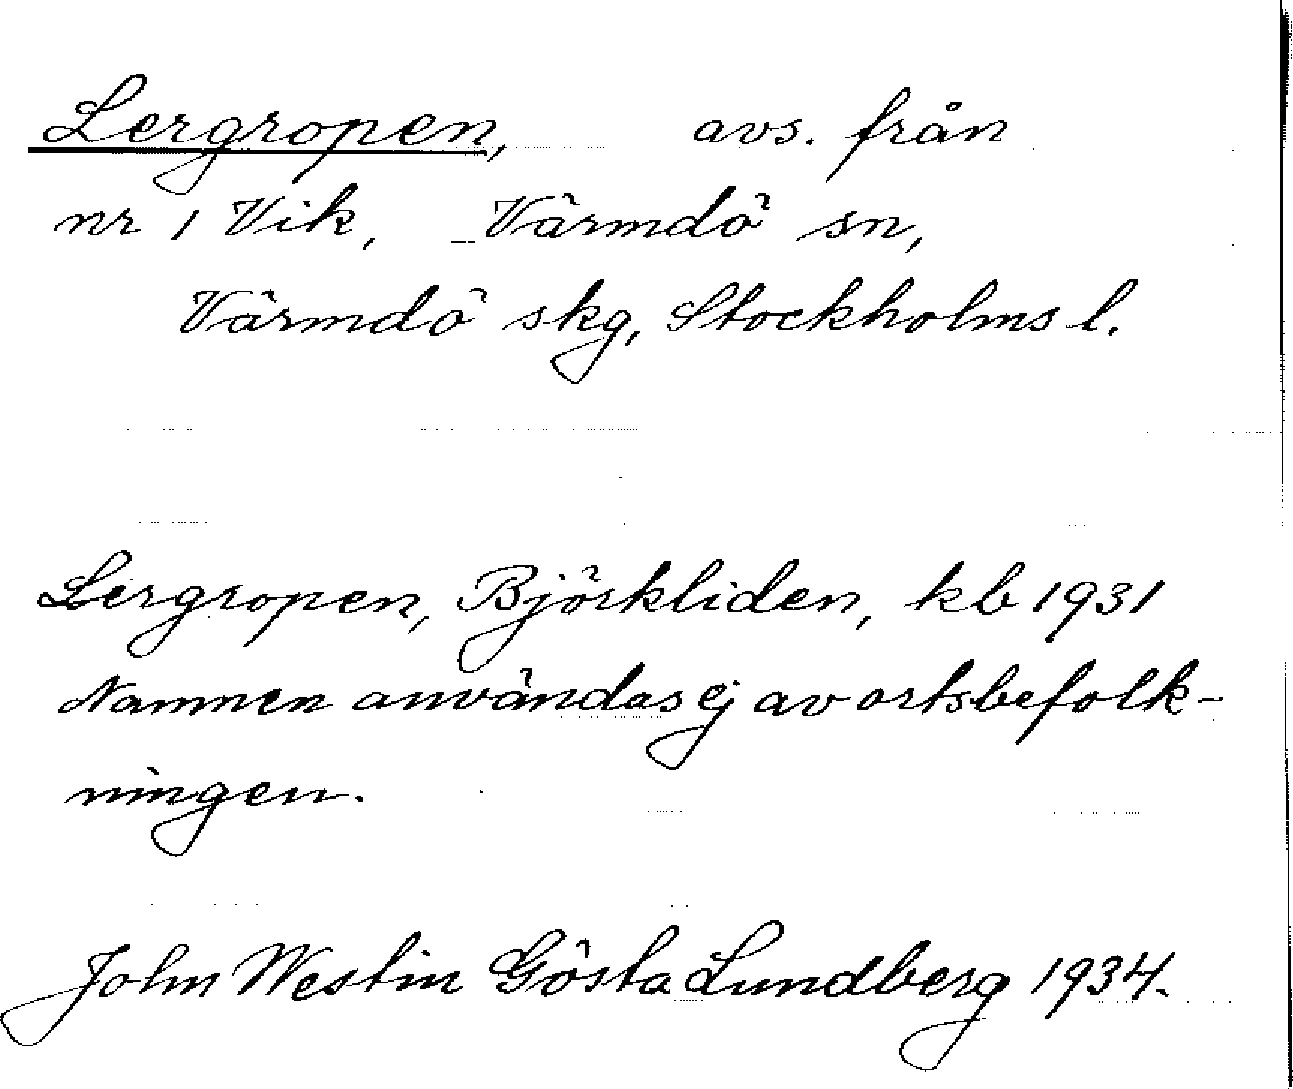 Lergropen, avs. från
nr 1 Vik, Värmdö sn,
Värmdö skg, Stockholms l.
Lergropen, Björkliden, kb 1931
Namnen användas ej av ortsbefolk-
ningen.
John Westin Gösta Lundberg 1934.